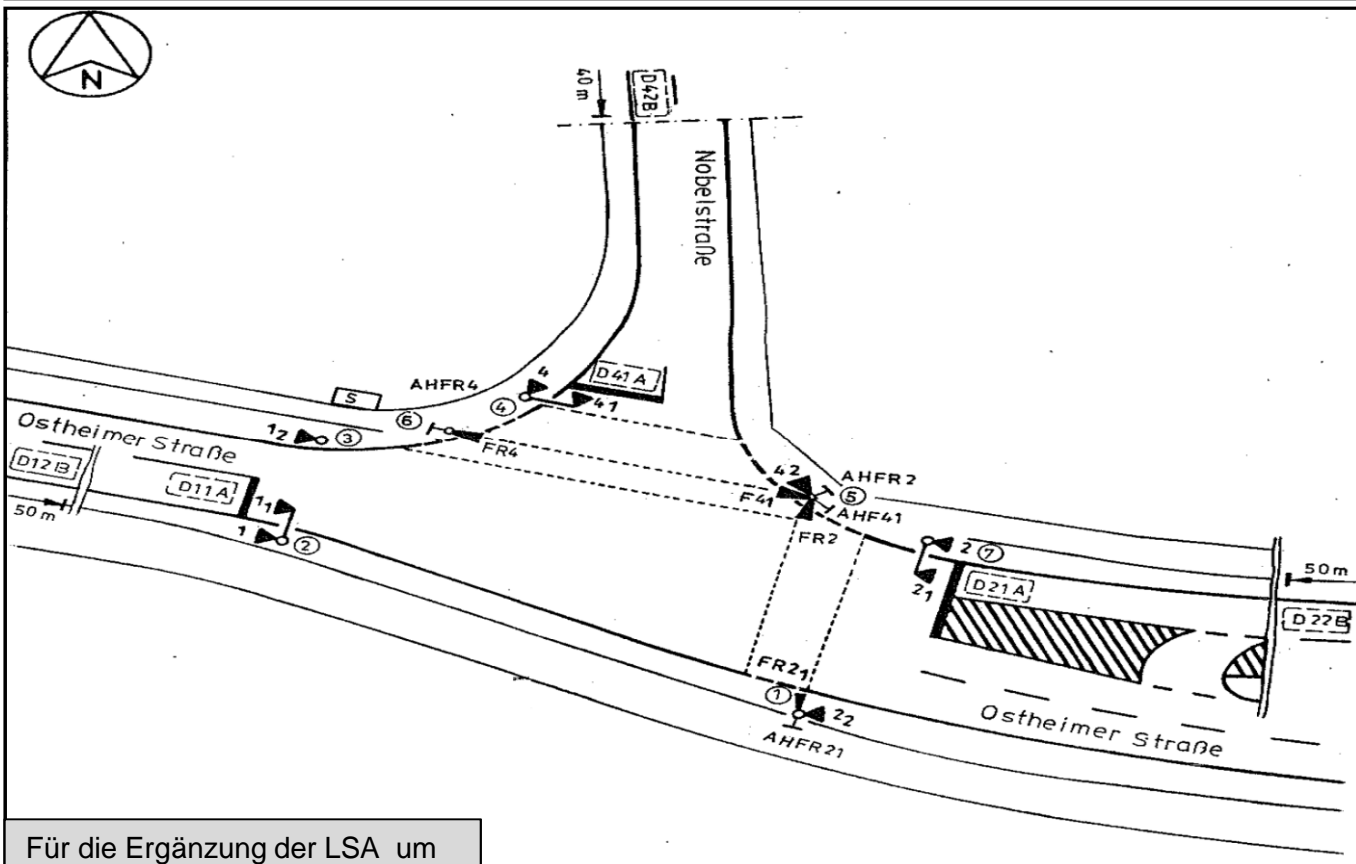 N
40 m
D42B
Nobelstraße
S
AHFR4
4
D41A
41
4
6
FR4
12
3
Ostheimer Straße
D12B
D11A
11
50m
1
2
42
AHFR2
5
F41
AHF41
FR2
2
7
21
D21A
50m
D22B
FR21
1
22
AHFR21
Ostheimer Straße
Für die Ergänzung der LSA um